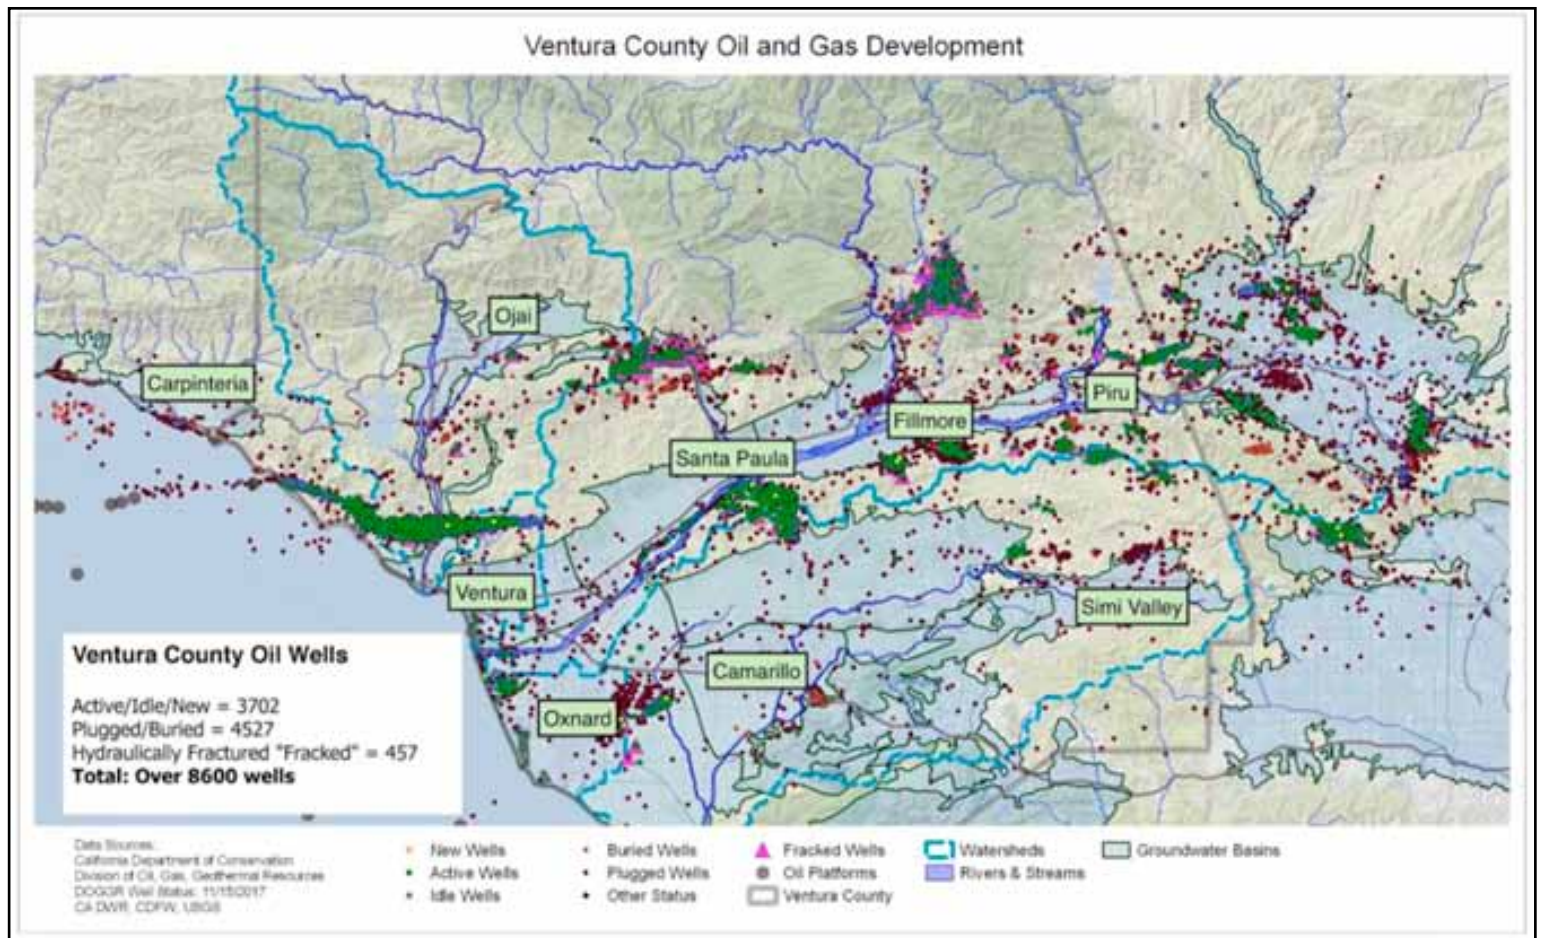 Ventura County Oil and Gas Development
Ojai
Carpinteria
Piru
Fillmore
Santa Paula
Ventura
Simi Valley
Camarillo
Oxnard
Ventura County Oil Wells
Active/Idle/New = 3702
Plugged/Buried = 4527
Hydraulically Fractured "Fracked" = 457
Total: Over 8600 wells
Data Sources:
California Department of Conservation
Division of Oil, Gas, Geothermal Resources
DOGGR Well Status: 11/15/2017
CA DWR, CDFW, USGS
New Wells
Active Wells
Idle Wells
Buried Wells
Plugged Wells
Other Status
Fracked Wells
Oil Platforms
Ventura County
Watersheds
Rivers & Streams
Groundwater Basins